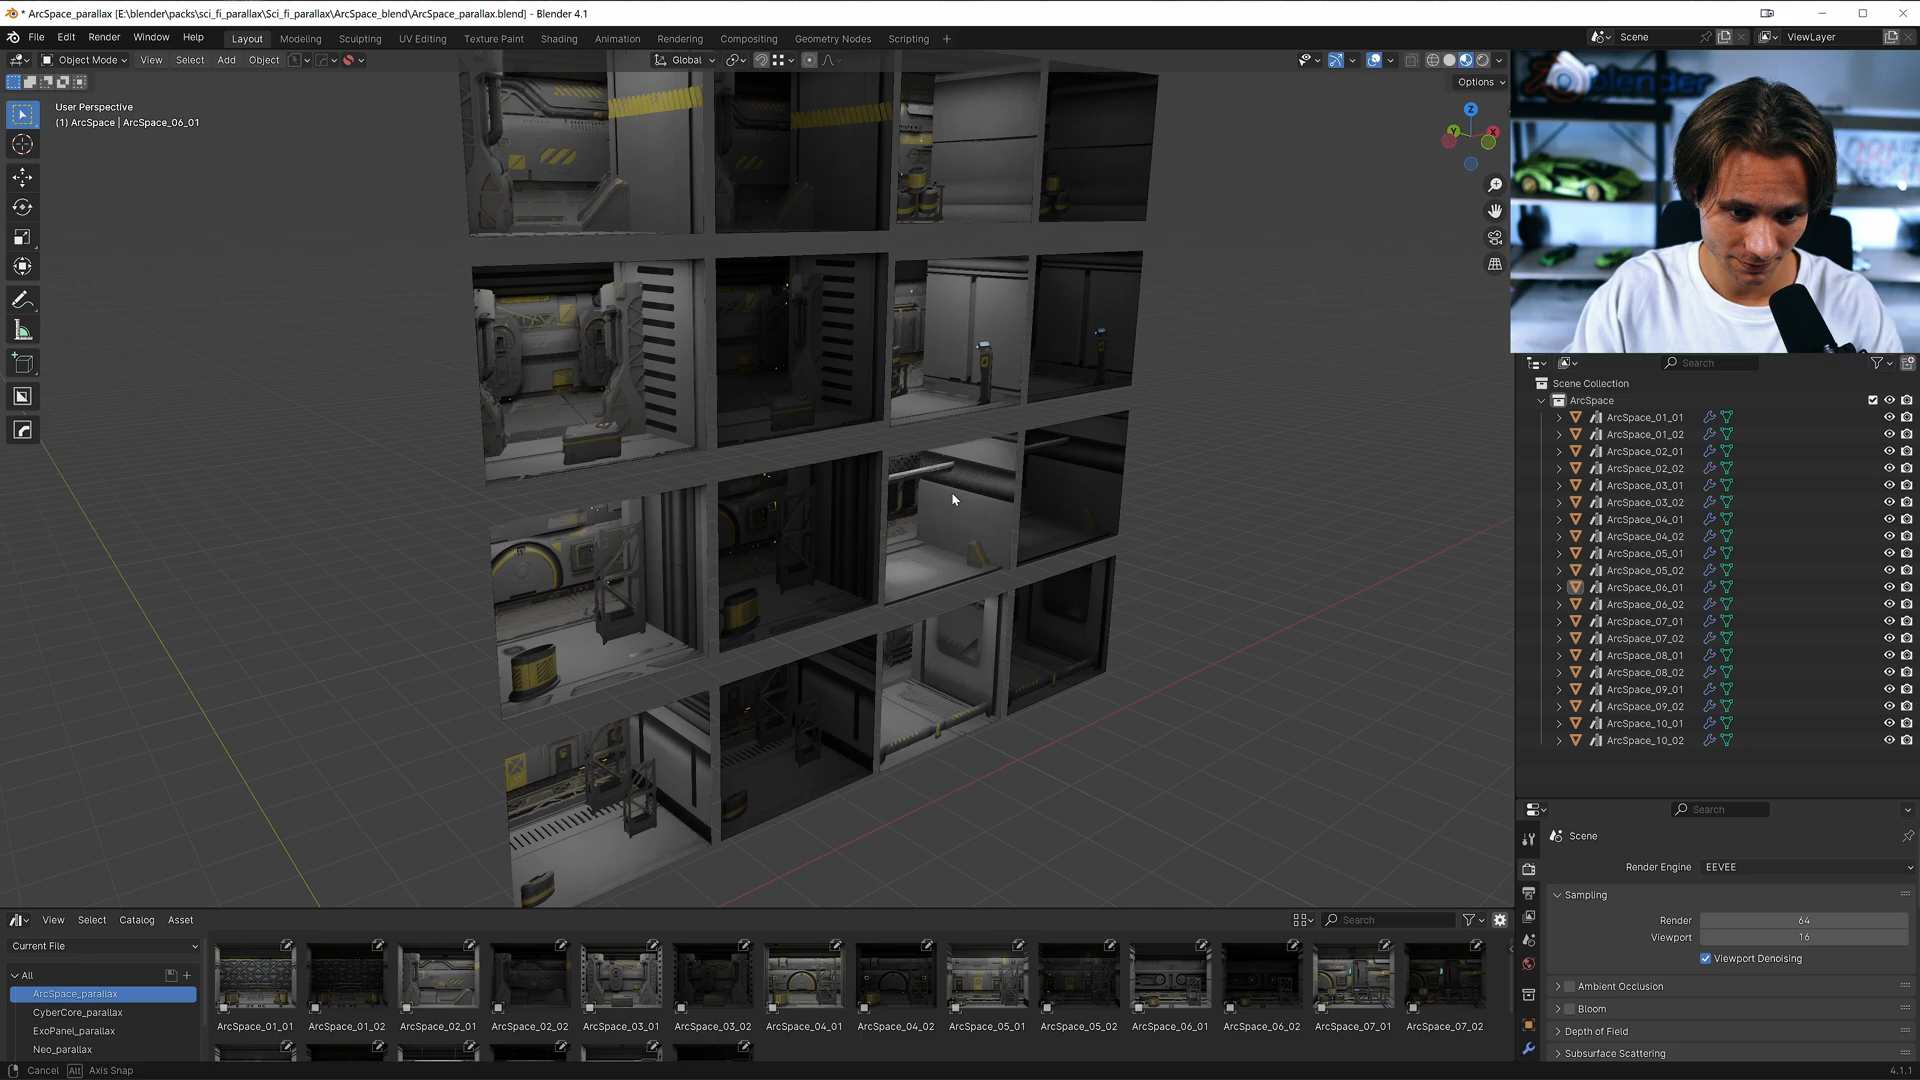 * ArcSpace_parallax [E:\blender\packs\sci_fi_parallax\Sci_fi_parallax\ArcSpace_blend\ArcSpace_parallax.blend] - Blender 4.1
File Edit Render Window Help Layout Modeling Sculpting UV Editing Texture Paint Shading Animation Rendering Compositing Geometry Nodes Scripting + Scene ViewLayer
Object Mode View Select Add Object Global
Options
User Perspective
(1) ArcSpace | ArcSpace_06_01
Z
Y
X
blender
Search
Scene Collection
ArcSpace
ArcSpace_01_01
ArcSpace_01_02
ArcSpace_02_01
ArcSpace_02_02
ArcSpace_03_01
ArcSpace_03_02
ArcSpace_04_01
ArcSpace_04_02
ArcSpace_05_01
ArcSpace_05_02
ArcSpace_06_01
ArcSpace_06_02
ArcSpace_07_01
ArcSpace_07_02
ArcSpace_08_01
ArcSpace_08_02
ArcSpace_09_01
ArcSpace_09_02
ArcSpace_10_01
ArcSpace_10_02
Search
Scene
Render Engine EEVEE
Sampling
Render 64
Viewport 16
Viewport Denoising
Ambient Occlusion
Bloom
Depth of Field
Subsurface Scattering
View Select Catalog Asset Search
Current File
All
ArcSpace_parallax
CyberCore_parallax
ExoPanel_parallax
Neo_parallax
ArcSpace_01_01 ArcSpace_01_02 ArcSpace_02_01 ArcSpace_02_02 ArcSpace_03_01 ArcSpace_03_02 ArcSpace_04_01 ArcSpace_04_02 ArcSpace_05_01 ArcSpace_05_02 ArcSpace_06_01 ArcSpace_06_02 ArcSpace_07_01 ArcSpace_07_02
Cancel Alt Axis Snap 4.1.1